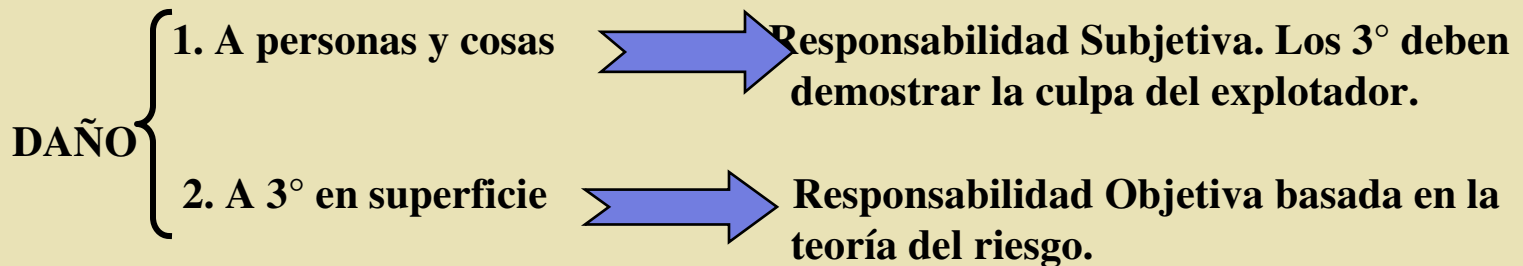 1. A personas y cosas
Responsabilidad Subjetiva. Los 3° deben
demostrar la culpa del explotador.
DAÑO
2. A 3° en superficie
Responsabilidad Objetiva basada en la
teoría del riesgo.